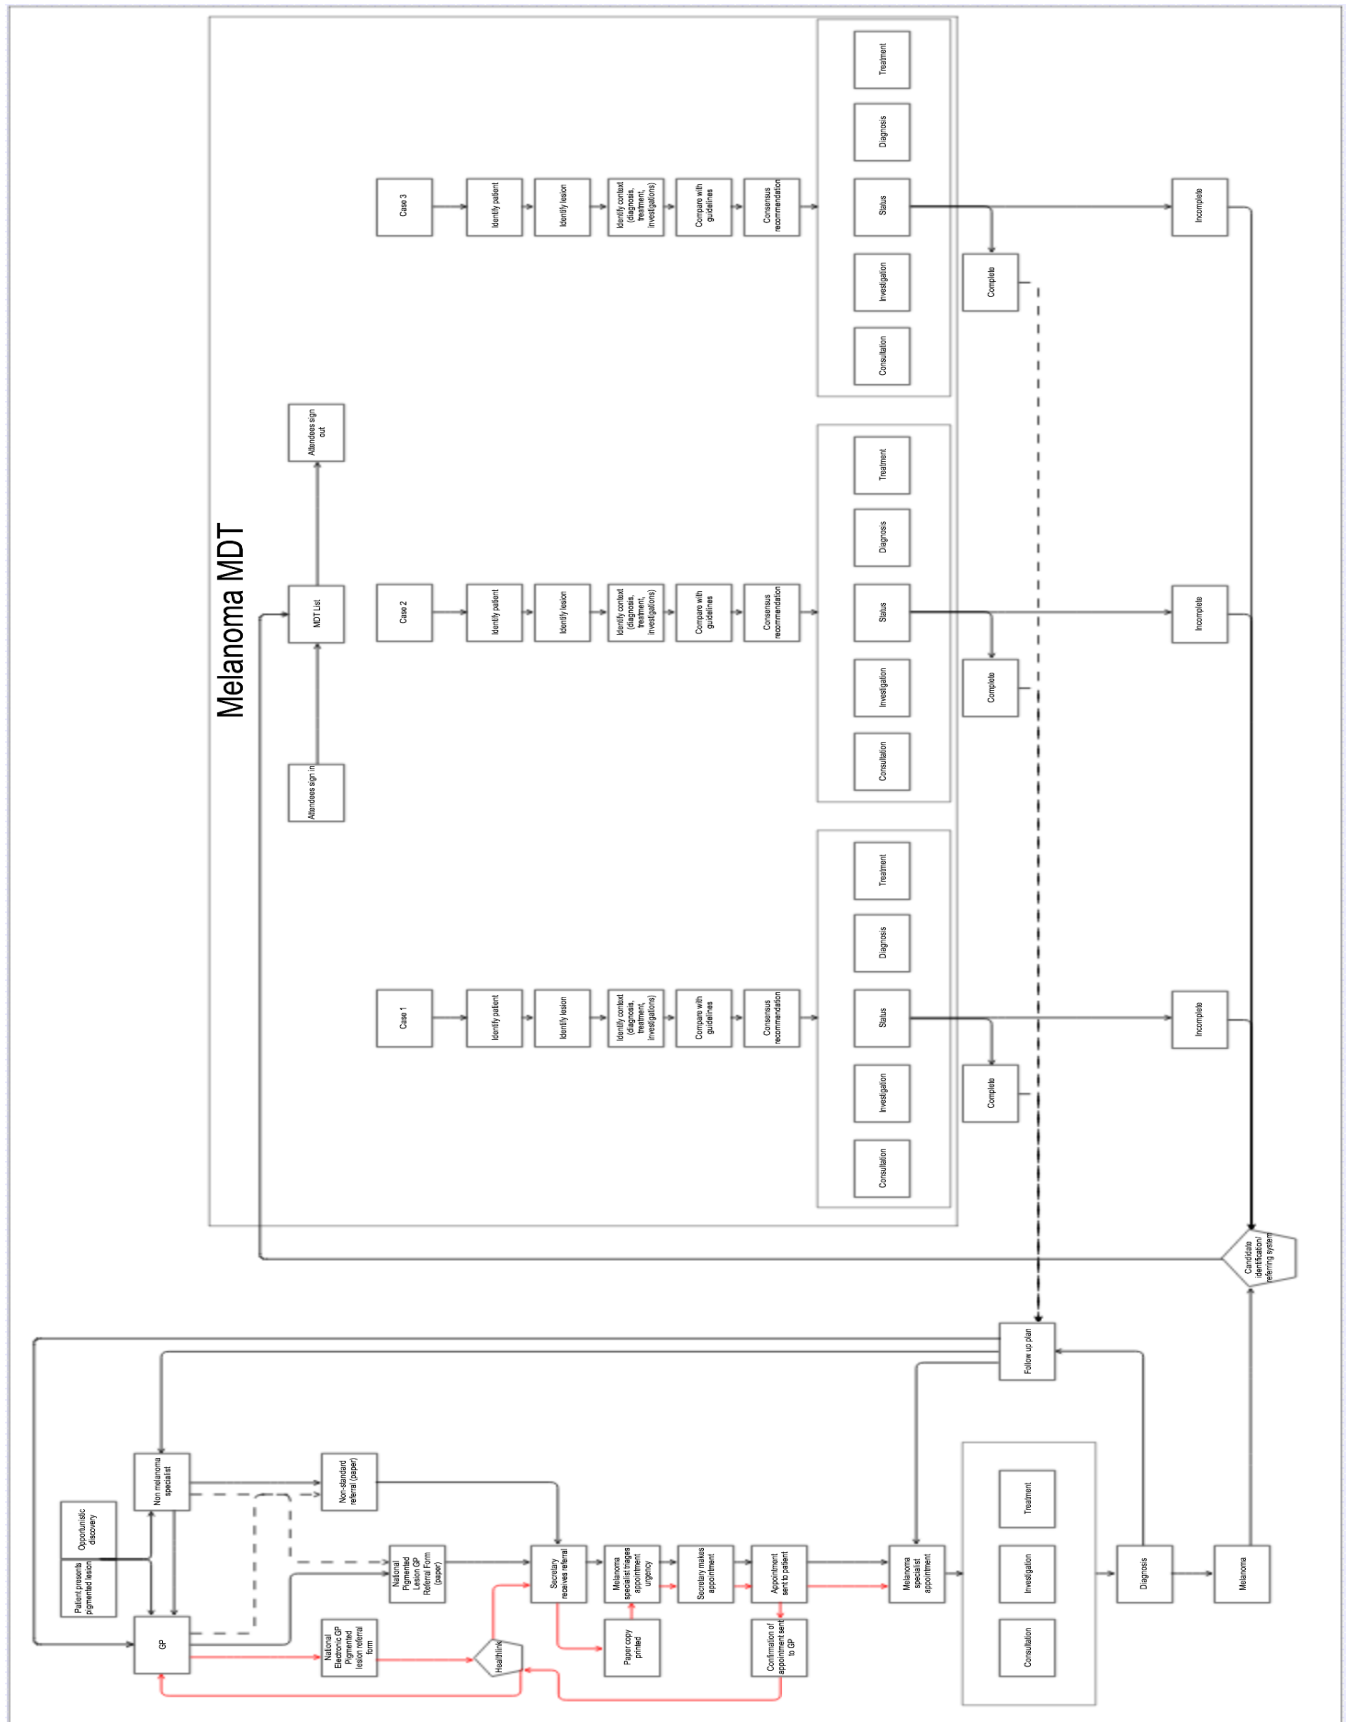 Patient presents
pigmented lesion
Opportunistic
discovery
GP
Non melanoma
specialist
National
Electronic GP
Pigmented
lesion referral
form
Non-standard
referral (paper)
National
Pigmented
Lesion GP
Referral Form
(paper)
Healthlink
Secretary
receives referral
Paper copy
printed
Melanoma
specialist triages
appointment
urgency
Secretary makes
appointment
Confirmation of
appointment sent
to GP
Appointment
sent to patient
Melanoma
specialist
appointment
Consultation
Investigation
Treatment
Follow up plan
Diagnosis
Melanoma
Candidate
identification/
referring system
Melanoma MDT
Attendees sign in
MDT List
Attendees sign
out
Case 1
Identify patient
Identify lesion
Identify context
(diagnosis,
treatment,
investigations)
Compare with
guidelines
Consensus
recommendation
Consultation
Investigation
Status
Diagnosis
Treatment
Complete
Incomplete
Case 2
Identify patient
Identify lesion
Identify context
(diagnosis,
treatment,
investigations)
Compare with
guidelines
Consensus
recommendation
Consultation
Investigation
Status
Diagnosis
Treatment
Complete
Incomplete
Case 3
Identify patient
Identify lesion
Identify context
(diagnosis,
treatment,
investigations)
Compare with
guidelines
Consensus
recommendation
Consultation
Investigation
Status
Diagnosis
Treatment
Complete
Incomplete